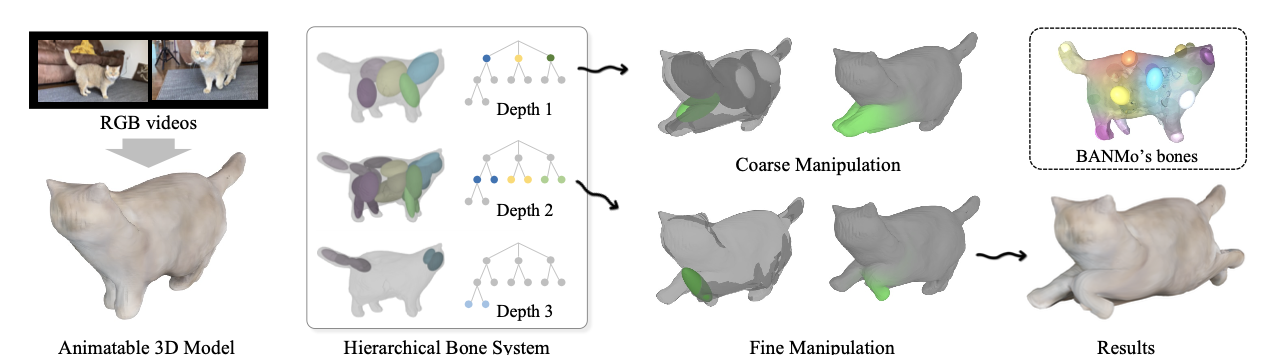 RGB videos
Animatable 3D Model
Depth 1
Depth 2
Depth 3
Hierarchical Bone System
Coarse Manipulation
Fine Manipulation
BANMo's bones
Results